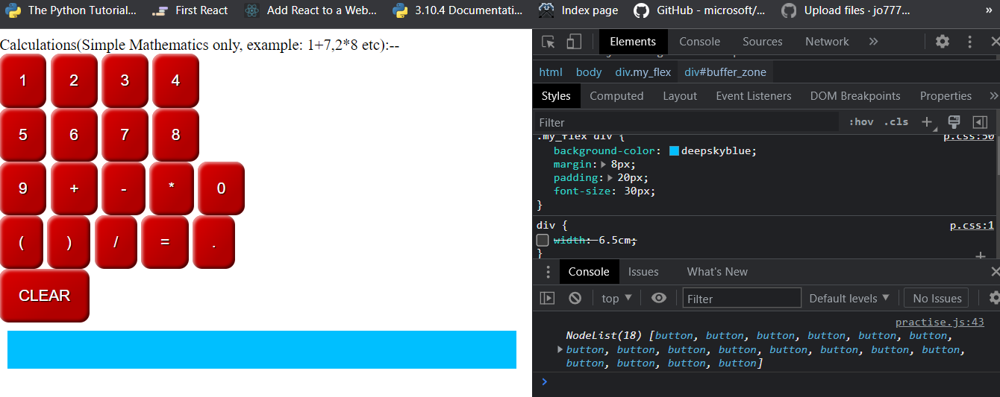 The Python Tutorial... First React Add React to a Web... 3.10.4 Documentati... Index page GitHub - microsoft/... Upload files · jo777... »
Calculations(Simple Mathematics only, example: 1+7,2*8 etc):--
1 2 3 4
5 6 7 8
9 + - * 0
( ) / = .
CLEAR
Elements Console Sources Network »
html body div.my_flex div#buffer_zone
Styles Computed Layout Event Listeners DOM Breakpoints Properties »
Filter :hov .cls +
.my_flex div { p.css:50
background-color: deepskyblue;
margin: 8px;
padding: 20px;
font-size: 30px;
}
div { p.css:1
width: 6.5cm;
}
Console Issues What's New
top Filter Default levels No Issues
practise.js:43
NodeList(18) [button, button, button, button, button, button,
button, button, button, button, button, button, button, button,
button, button, button, button]